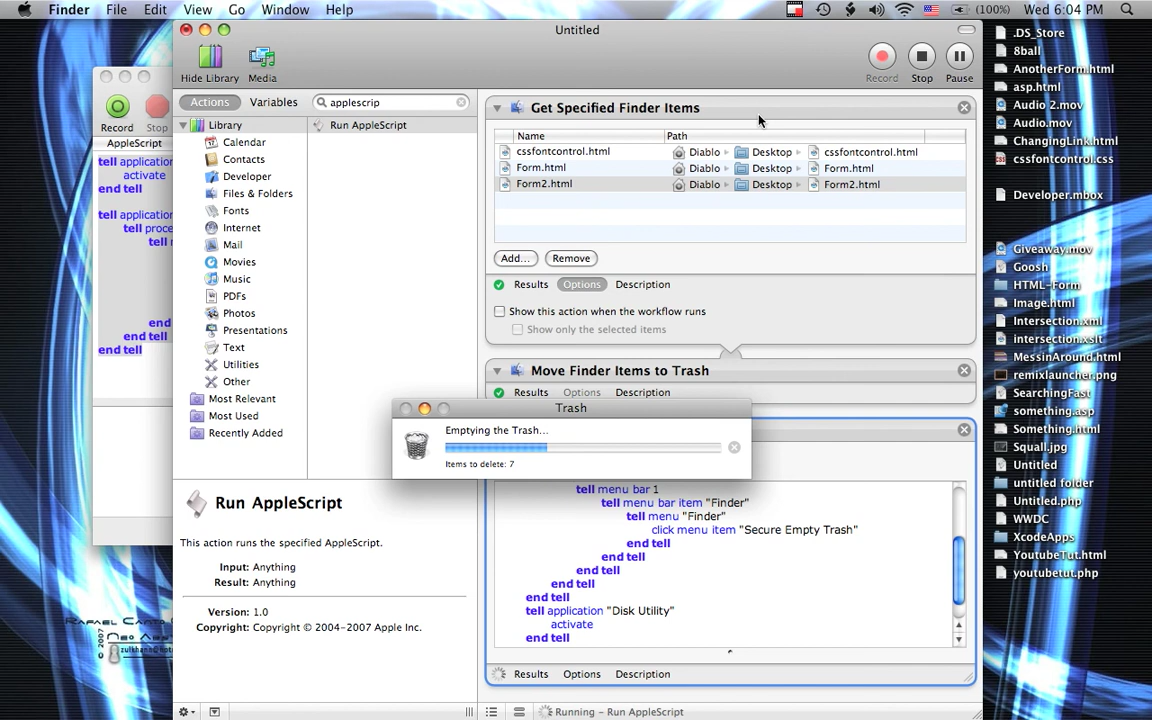 Finder File Edit View Go Window Help
(100%) Wed 6:04 PM
Untitled
Hide Library Media
Record Stop Pause
Record Stop
AppleScript
tell application
activate
end tell
tell application
tell proce
tell m
end
end tell
end tell
Actions Variables applescrip
Library
Calendar
Contacts
Developer
Files & Folders
Fonts
Internet
Mail
Movies
Music
PDFs
Photos
Presentations
Text
Utilities
Other
Most Relevant
Most Used
Recently Added
Run AppleScript
Run AppleScript
This action runs the specified AppleScript.
Input: Anything
Result: Anything
Version: 1.0
Copyright: Copyright © 2004-2007 Apple Inc.
Get Specified Finder Items
Name Path
cssfontcontrol.html Diablo Desktop cssfontcontrol.html
Form.html Diablo Desktop Form.html
Form2.html Diablo Desktop Form2.html
Add... Remove
Results Options Description
Show this action when the workflow runs
Show only the selected items
Move Finder Items to Trash
Results Options Description
Trash
Emptying the Trash...
Items to delete: 7
tell menu bar 1
tell menu bar item "Finder"
tell menu "Finder"
click menu item "Secure Empty Trash"
end tell
end tell
end tell
end tell
end tell
tell application "Disk Utility"
activate
end tell
Results Options Description
Running – Run AppleScript
.DS_Store
8ball
AnotherForm.html
asp.html
Audio 2.mov
Audio.mov
ChangingLink.html
cssfontcontrol.css
Developer.mbox
Giveaway.mov
Goosh
HTML-Form
Image.html
Intersection.xml
intersection.xslt
MessinAround.html
remixlauncher.png
SearchingFast
something.asp
Something.html
Squall.jpg
Untitled
untitled folder
Untitled.php
WWDC
XcodeApps
YoutubeTut.html
youtubetut.php
© 2007